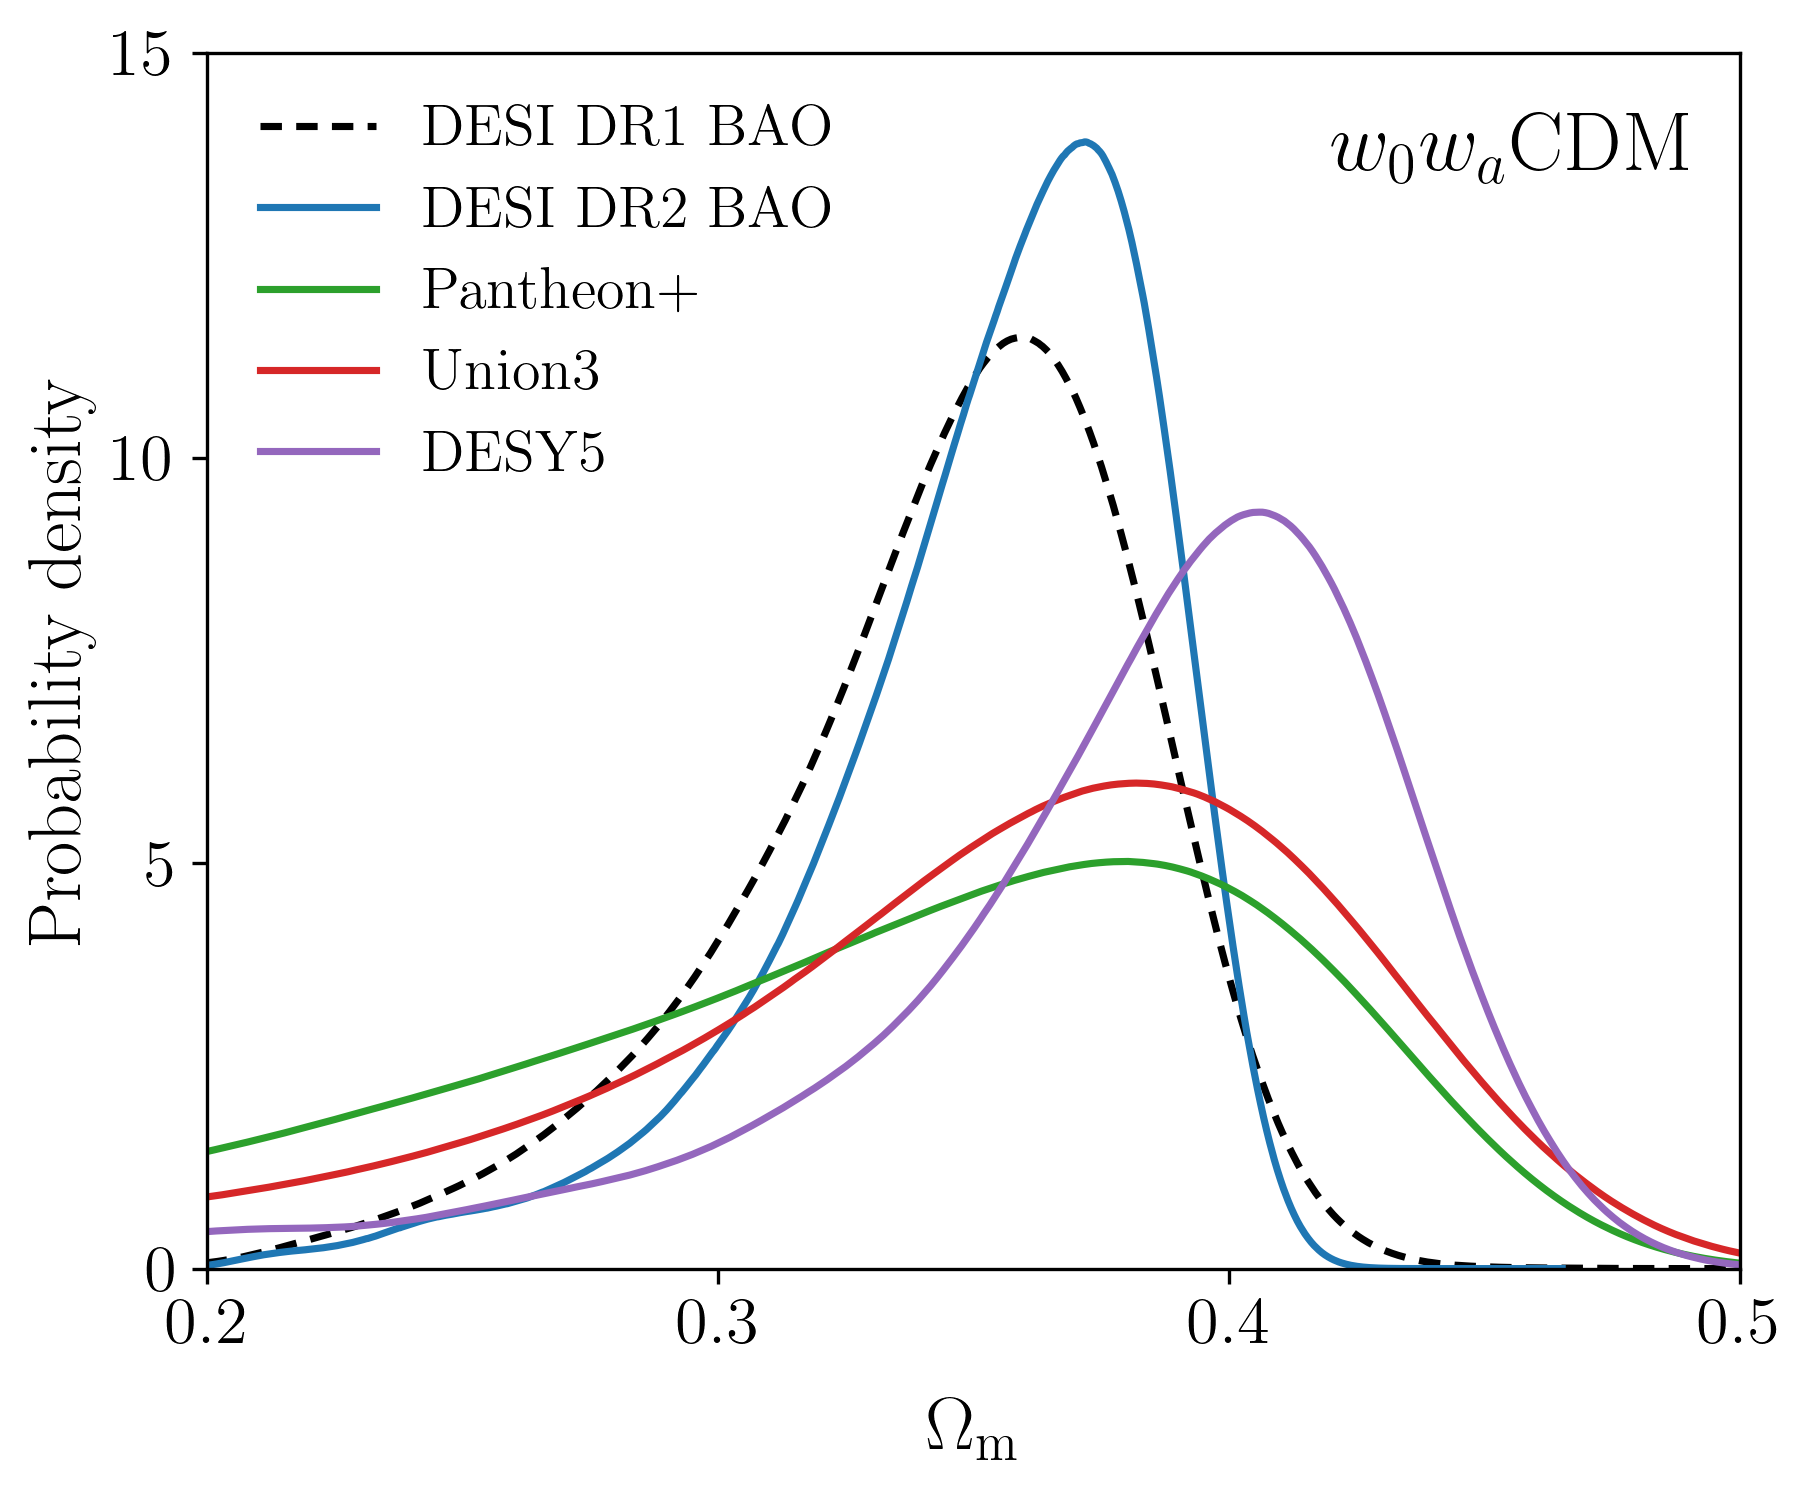 15
DESI DR1 BAO
w₀wₐCDM
DESI DR2 BAO
Pantheon+
Union3
DESY5
10
5
0
Probability density
0.2 0.3 0.4 0.5
Ωₘ